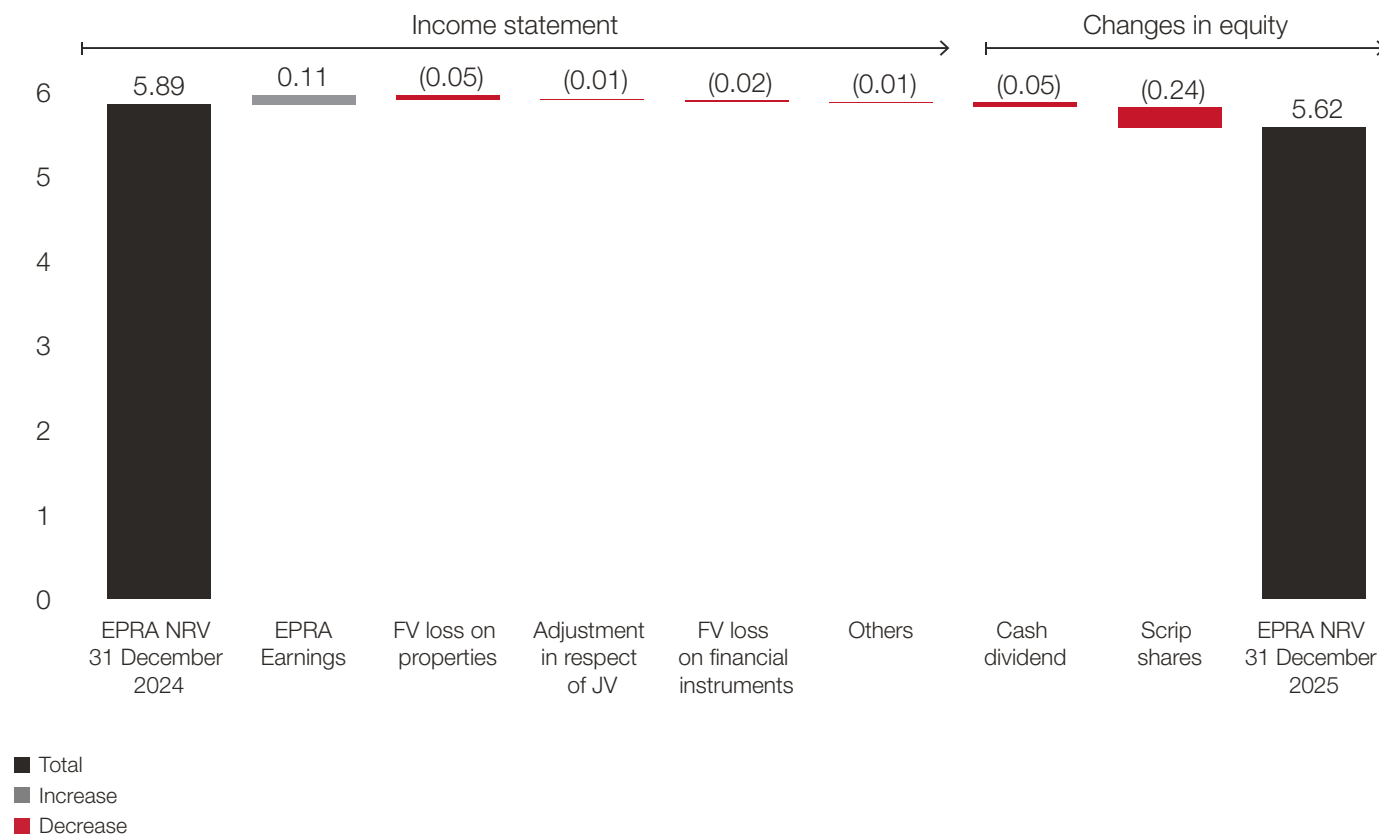 Income statement
Changes in equity
5.89
0.11
(0.05)
(0.01)
(0.02)
(0.01)
(0.05)
(0.24)
5.62
6
5
4
3
2
1
0
EPRA NRV
31 December
2024
EPRA
Earnings
FV loss on
properties
Adjustment
in respect
of JV
FV loss
on financial
instruments
Others
Cash
dividend
Scrip
shares
EPRA NRV
31 December
2025
Total
Increase
Decrease